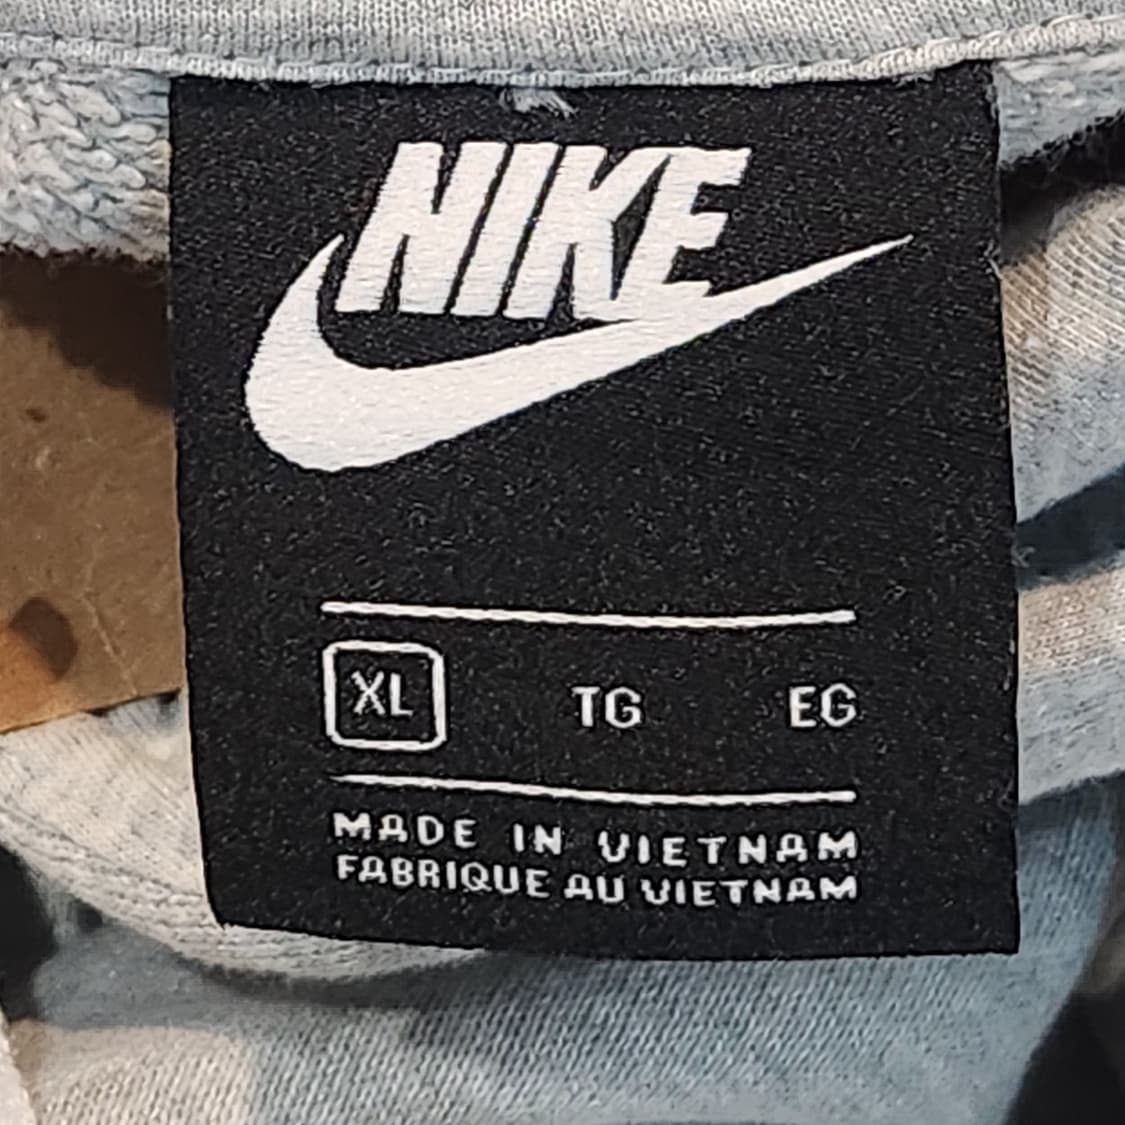 NIKE
XL TG EG
MADE IN VIETNAM
FABRIQUE AU VIETNAM